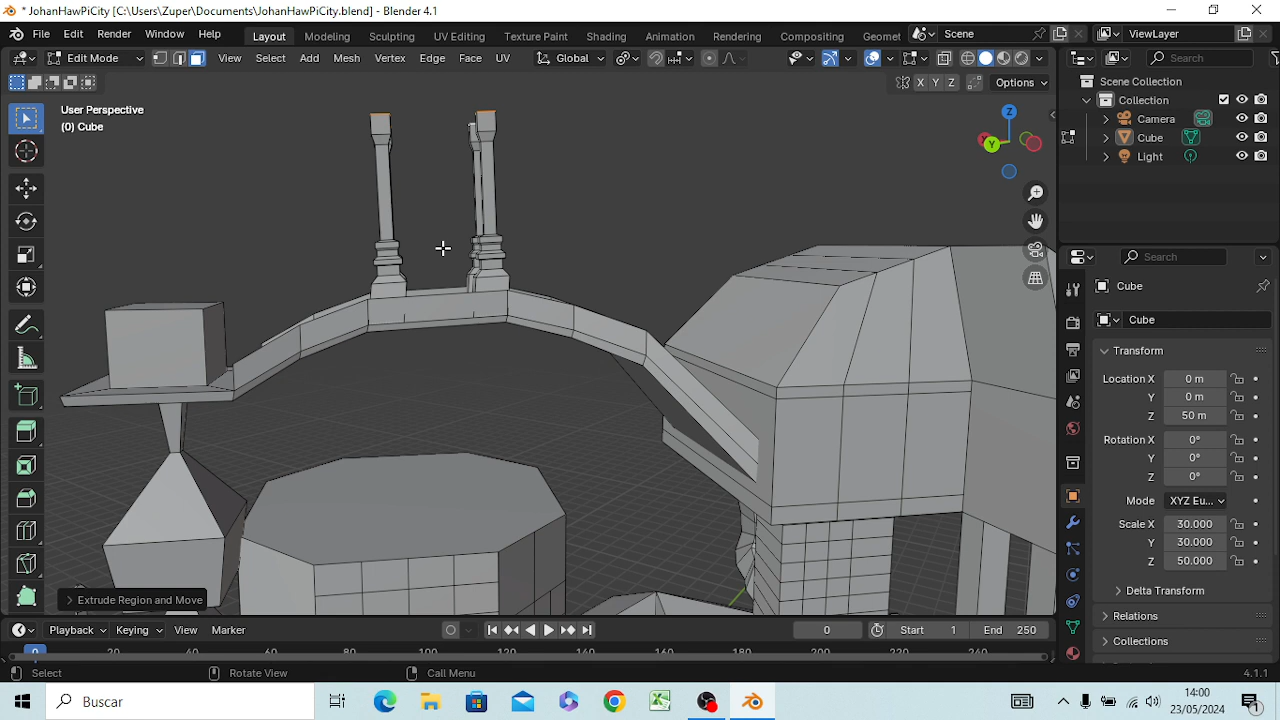 * JohanHawPiCity [C:\Users\Zuper\Documents\JohanHawPiCity.blend] - Blender 4.1
File Edit Render Window Help Layout Modeling Sculpting UV Editing Texture Paint Shading Animation Rendering Compositing Geomet Scene ViewLayer
Edit Mode View Select Add Mesh Vertex Edge Face UV Global Search
X Y Z Options
User Perspective
(0) Cube
Z
Y
Scene Collection
Collection
Camera
Cube
Light
Search
Cube
Cube
Transform
Location X 0 m
Y 0 m
Z 50 m
Rotation X 0°
Y 0°
Z 0°
Mode XYZ Eu...
Scale X 30.000
Y 30.000
Z 50.000
Delta Transform
Relations
Collections
Extrude Region and Move
Playback Keying View Marker 0 Start 1 End 250
0 20 40 60 80 100 120 140 160 180 200 220 240
Select Rotate View Call Menu 4.1.1
Buscar
14:00
23/05/2024
1